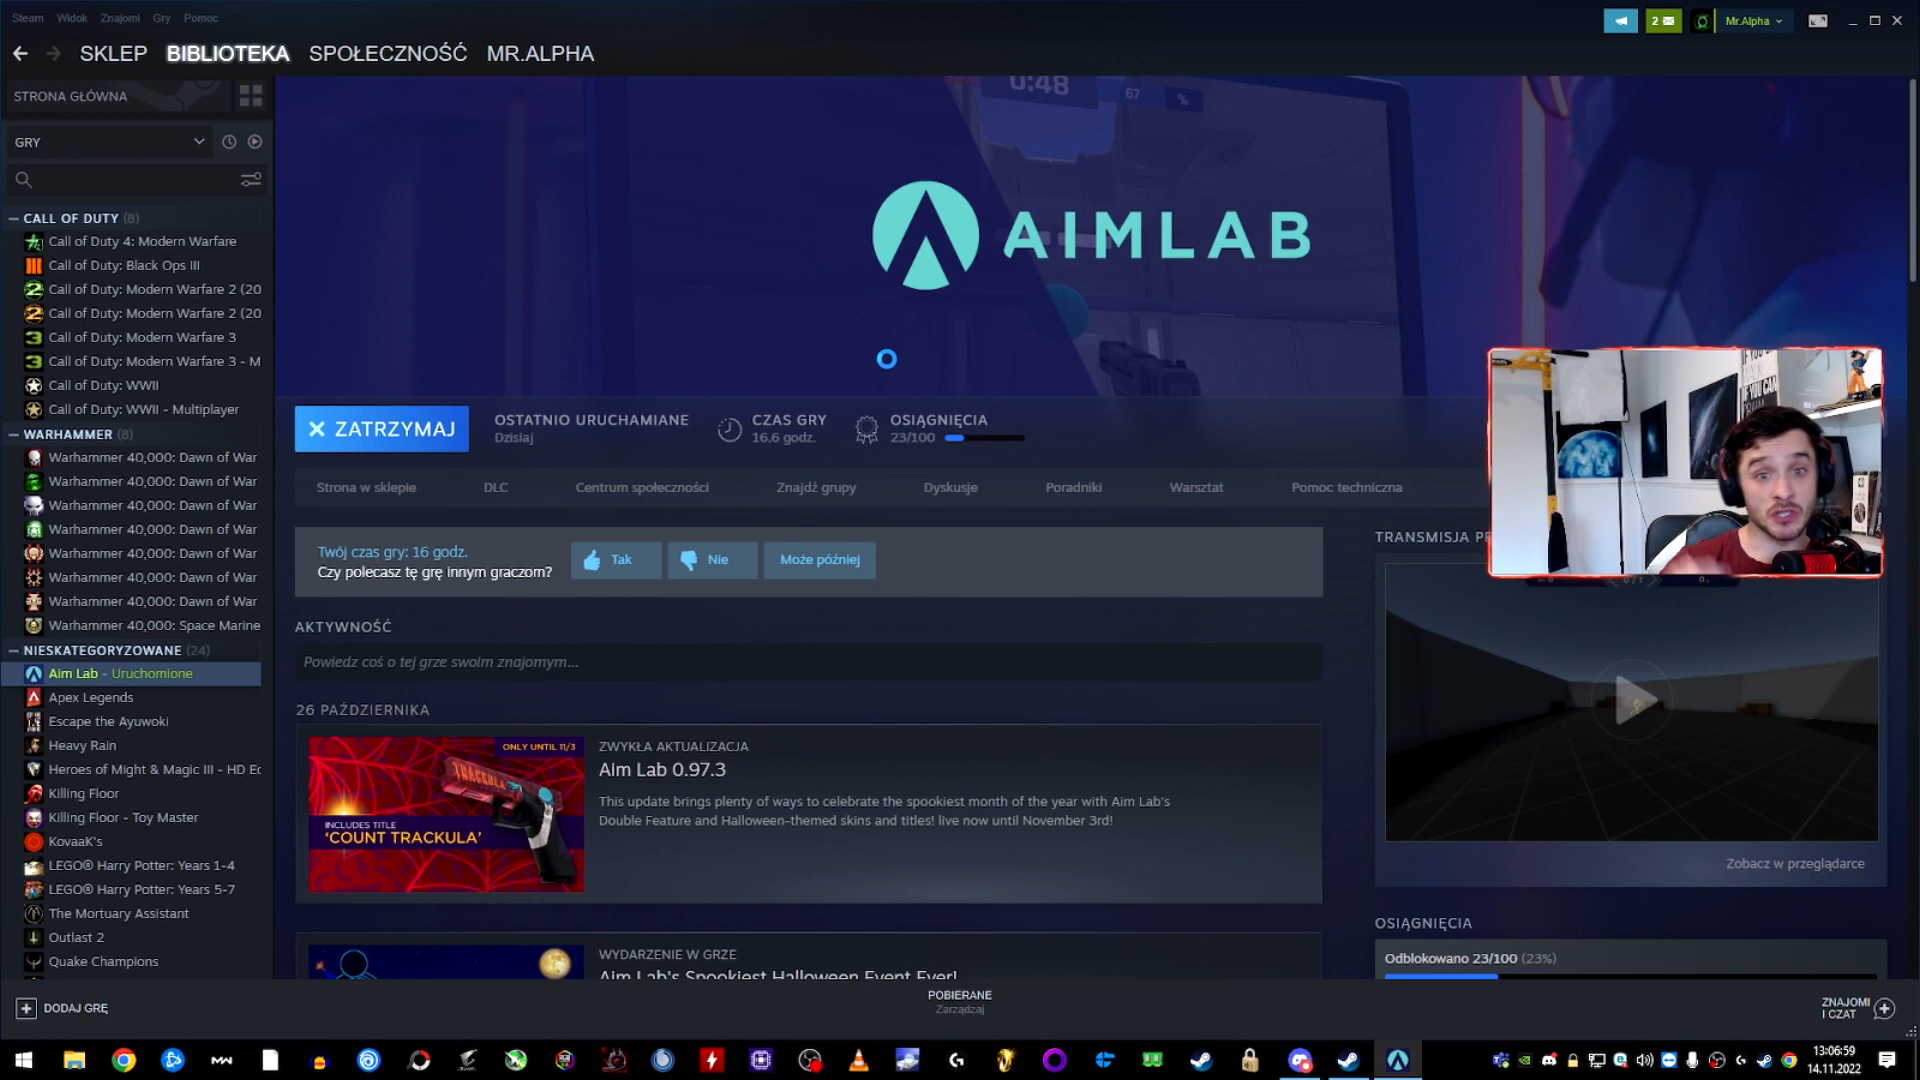 Steam Widok Znajomi Gry Pomoc
2
Mr.Alpha
SKLEP BIBLIOTEKA SPOŁECZNOŚĆ MR.ALPHA
STRONA GŁÓWNA
GRY
CALL OF DUTY (8)
Call of Duty 4: Modern Warfare
Call of Duty: Black Ops III
Call of Duty: Modern Warfare 2 (20
Call of Duty: Modern Warfare 2 (20
Call of Duty: Modern Warfare 3
Call of Duty: Modern Warfare 3 - M
Call of Duty: WWII
Call of Duty: WWII - Multiplayer
WARHAMMER (8)
Warhammer 40,000: Dawn of War
Warhammer 40,000: Dawn of War
Warhammer 40,000: Dawn of War
Warhammer 40,000: Dawn of War
Warhammer 40,000: Dawn of War
Warhammer 40,000: Dawn of War
Warhammer 40,000: Dawn of War
Warhammer 40,000: Space Marine
NIESKATEGORYZOWANE (24)
Aim Lab - Uruchomione
Apex Legends
Escape the Ayuwoki
Heavy Rain
Heroes of Might & Magic III - HD Ec
Killing Floor
Killing Floor - Toy Master
KovaaK's
LEGO® Harry Potter: Years 1-4
LEGO® Harry Potter: Years 5-7
The Mortuary Assistant
Outlast 2
Quake Champions
DODAJ GRĘ
0:48
67 %
AIMLAB
ZATRZYMAJ
OSTATNIO URUCHAMIANE
Dzisiaj
CZAS GRY
16,6 godz.
OSIĄGNIĘCIA
23/100
Strona w sklepie DLC Centrum społeczności Znajdź grupy Dyskusje Poradniki Warsztat Pomoc techniczna
Twój czas gry: 16 godz.
Czy polecasz tę grę innym graczom?
Tak Nie Może później
AKTYWNOŚĆ
Powiedz coś o tej grze swoim znajomym...
26 PAŹDZIERNIKA
ONLY UNTIL 11/3
TRACKULA
INCLUDES TITLE
'COUNT TRACKULA'
ZWYKŁA AKTUALIZACJA
Aim Lab 0.97.3
This update brings plenty of ways to celebrate the spookiest month of the year with Aim Lab's
Double Feature and Halloween-themed skins and titles! live now until November 3rd!
WYDARZENIE W GRZE
Aim Lab's Spookiest Halloween Event Ever!
IF YOU CAN
TRANSMISJA PR
Zobacz w przeglądarce
OSIĄGNIĘCIA
Odblokowano 23/100 (23%)
POBIERANE
Zarządzaj
ZNAJOMI
I CZAT
13:06:59
14.11.2022